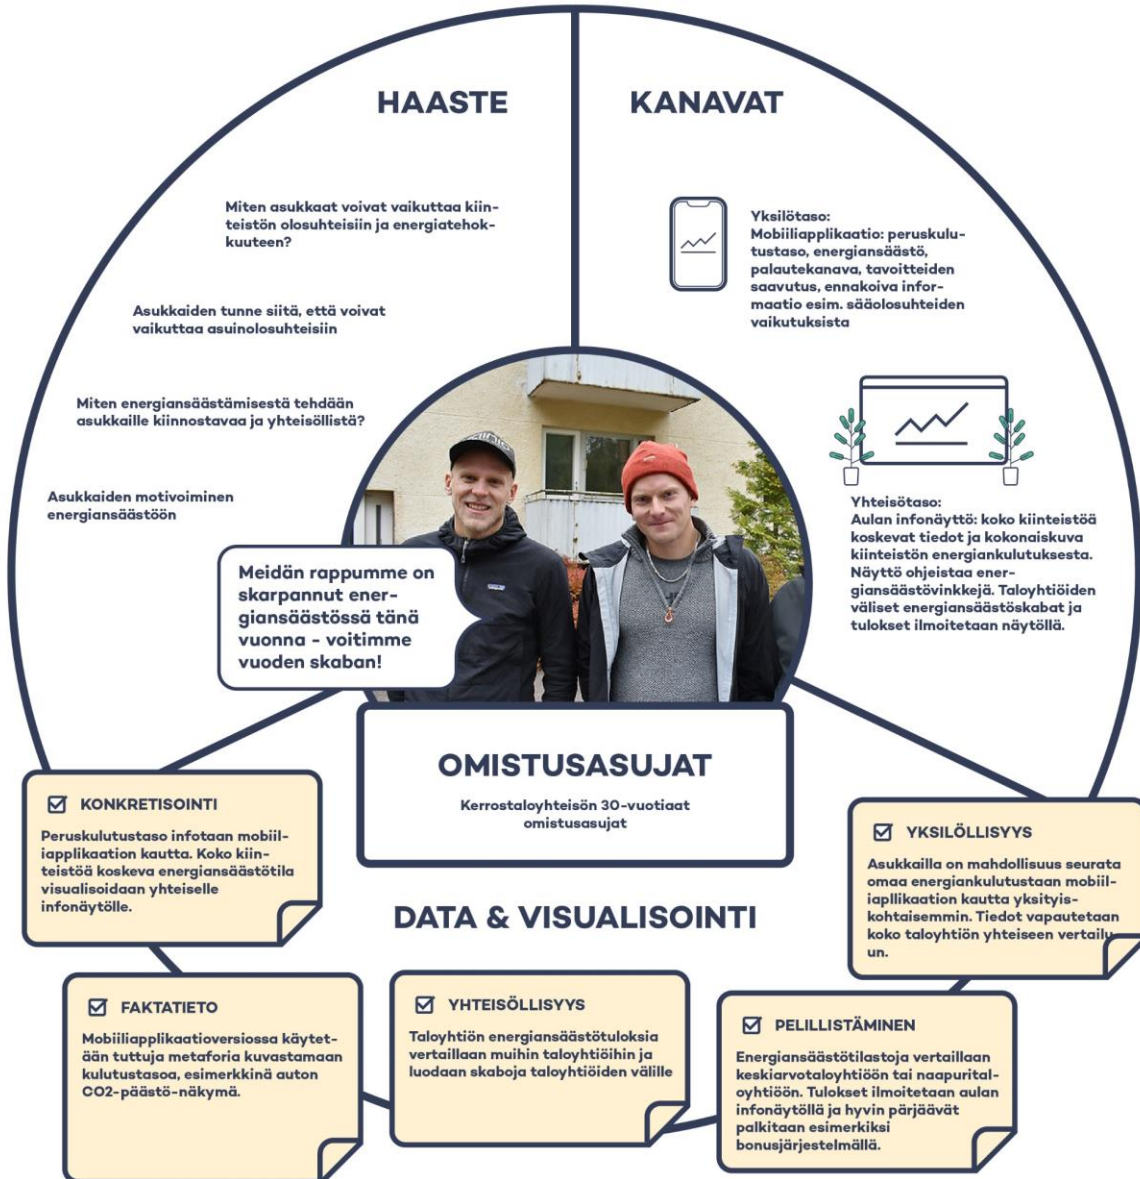 HAASTE
Miten asukkaat voivat vaikuttaa kiin-
teistön olosuhteisiin ja energiatehok-
kuuteen?
Asukkaiden tunne siitä, että voivat
vaikuttaa asuinolosuhteisiin
Miten energiansäästämisestä tehdään
asukkaille kiinnostavaa ja yhteisöllistä?
Asukkaiden motivoiminen
energiansäästöön
KANAVAT
Yksilötaso:
Mobiiliapplikaatio: peruskulu-
tustaso, energiansäästö,
palautekanava, tavoitteiden
saavutus, ennakoiva infor-
maatio esim. sääolosuhteiden
vaikutuksista
Yhteisötaso:
Aulan infonäyttö: koko kiinteistöä
koskevat tiedot ja kokonaiskuva
kiinteistön energiankulutuksesta.
Näyttö ohjeistaa ener-
giansäästövinkkejä. Taloyhtiöiden
väliset energiansäästöskabat ja
tulokset ilmoitetaan näytöllä.
Meidän rappumme on
skarpannut ener-
giansäästössä tänä
vuonna - voitimme
vuoden skaban!
OMISTUSASUJAT
Kerrostaloyhteisön 30-vuotiaat
omistusasujat
DATA & VISUALISOINTI
KONKRETISOINTI
Peruskulutustaso infotaan mobiil-
iapplikaation kautta. Koko kiin-
teistöä koskeva energiansäästötila
visualisoidaan yhteiselle
infonäytölle.
FAKTATIETO
Mobiiliapplikaatioversiossa käytet-
ään tuttuja metaforia kuvastamaan
kulutustasoa, esimerkkinä auton
CO2-päästö-näkymä.
YHTEISÖLLISYYS
Taloyhtiön energiansäästötuloksia
vertaillaan muihin taloyhtiöihin ja
luodaan skaboja taloyhtiöiden välille
PELILLISTÄMINEN
Energiansäästötilastoja vertaillaan
keskiarvotaloyhtiöön tai naapurital-
oyhtiöön. Tulokset ilmoitetaan aulan
infonäytöllä ja hyvin pärjäävät
palkitaan esimerkiksi
bonusjärjestelmällä.
YKSILÖLLISYYS
Asukkailla on mahdollisuus seurata
omaa energiankulutustaan mobiil-
iapllikaation kautta yksityis-
kohtaisemmin. Tiedot vapautetaan
koko taloyhtiön yhteiseen vertailu
un.